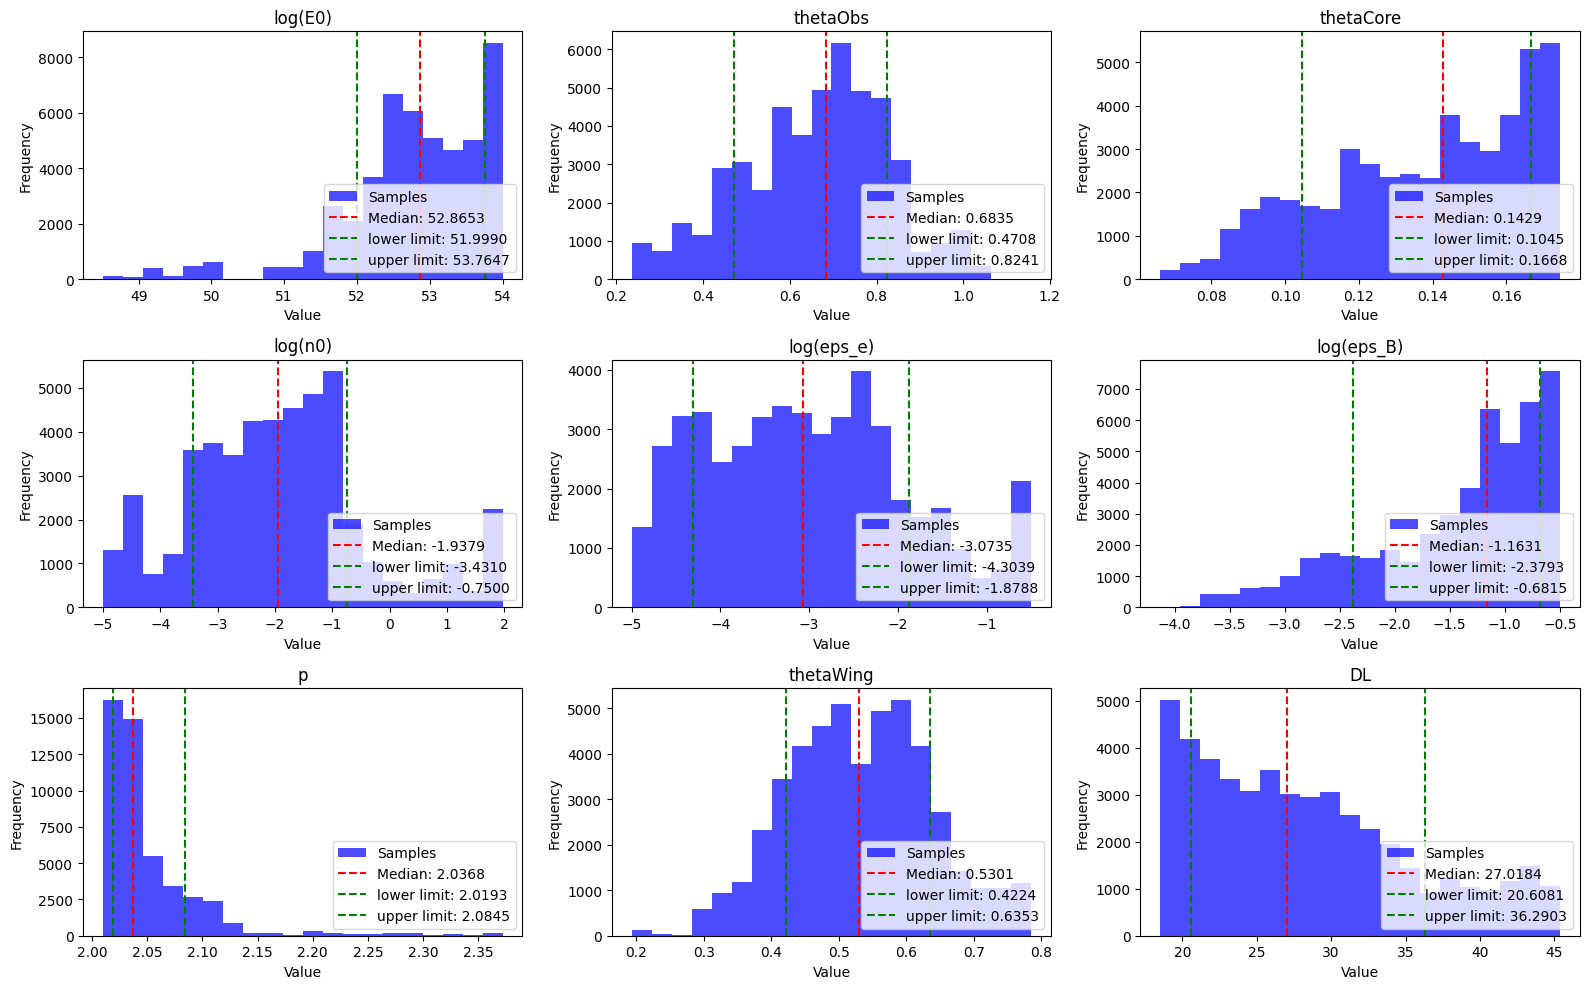 log(E0)
Frequency
8000
6000
4000
2000
0
49 50 51 52 53 54
Value
Samples
Median: 52.8653
lower limit: 51.9990
upper limit: 53.7647
thetaObs
Frequency
6000
5000
4000
3000
2000
1000
0
0.2 0.4 0.6 0.8 1.0 1.2
Value
Samples
Median: 0.6835
lower limit: 0.4708
upper limit: 0.8241
thetaCore
Frequency
5000
4000
3000
2000
1000
0
0.08 0.10 0.12 0.14 0.16
Value
Samples
Median: 0.1429
lower limit: 0.1045
upper limit: 0.1668
log(n0)
Frequency
5000
4000
3000
2000
1000
0
−5 −4 −3 −2 −1 0 1 2
Value
Samples
Median: -1.9379
lower limit: -3.4310
upper limit: -0.7500
log(eps_e)
Frequency
4000
3000
2000
1000
0
−5 −4 −3 −2 −1
Value
Samples
Median: -3.0735
lower limit: -4.3039
upper limit: -1.8788
log(eps_B)
Frequency
7000
6000
5000
4000
3000
2000
1000
0
−4.0 −3.5 −3.0 −2.5 −2.0 −1.5 −1.0 −0.5
Value
Samples
Median: -1.1631
lower limit: -2.3793
upper limit: -0.6815
p
Frequency
15000
12500
10000
7500
5000
2500
0
2.00 2.05 2.10 2.15 2.20 2.25 2.30 2.35
Value
Samples
Median: 2.0368
lower limit: 2.0193
upper limit: 2.0845
thetaWing
Frequency
5000
4000
3000
2000
1000
0
0.2 0.3 0.4 0.5 0.6 0.7 0.8
Value
Samples
Median: 0.5301
lower limit: 0.4224
upper limit: 0.6353
DL
Frequency
5000
4000
3000
2000
1000
0
20 25 30 35 40 45
Value
Samples
Median: 27.0184
lower limit: 20.6081
upper limit: 36.2903